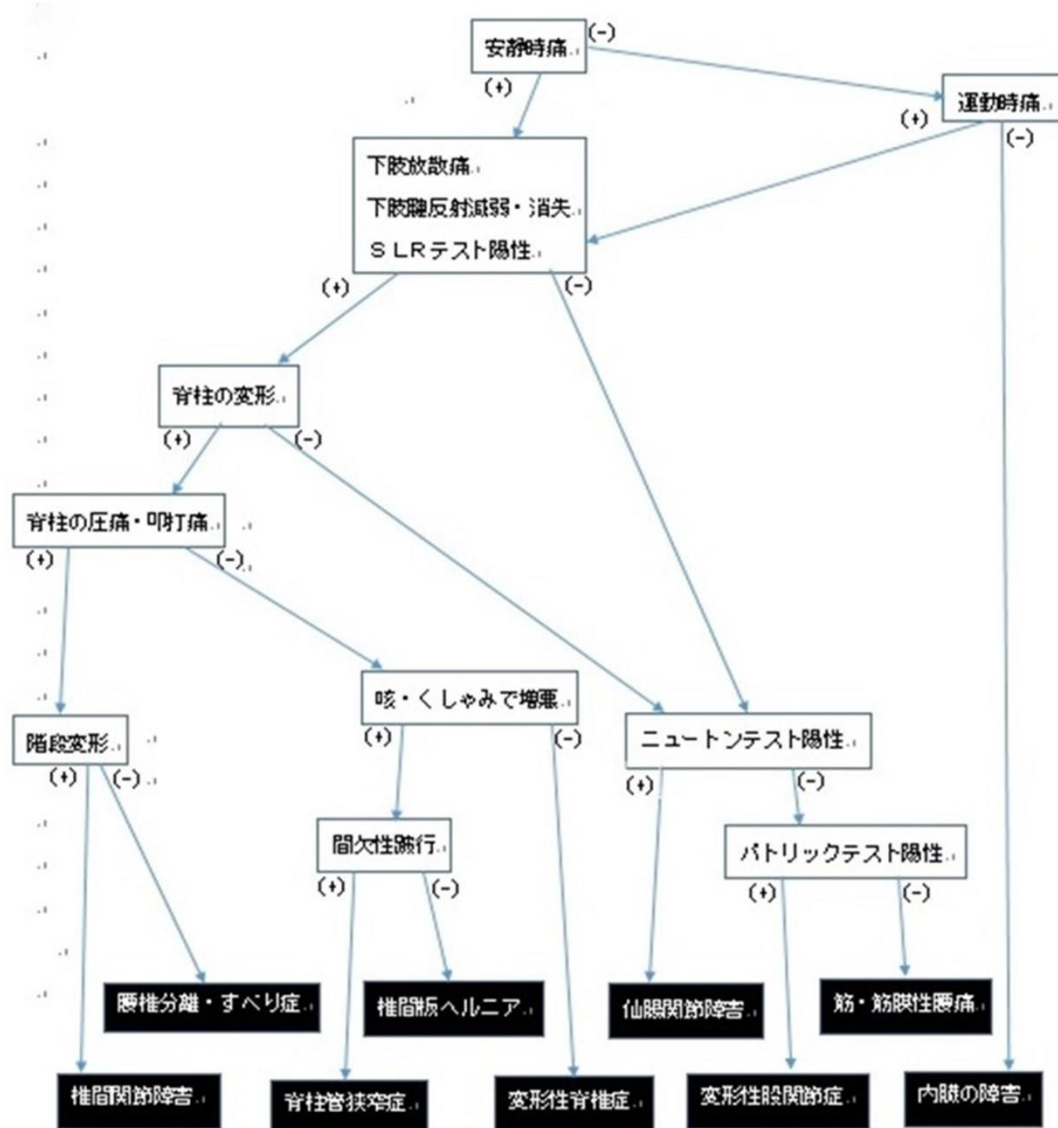 安静時痛
(-)
(+)
運動時痛
(+)
(-)
下肢放散痛
下肢腱反射減弱・消失
SLRテスト陽性
(+)
(-)
脊柱の変形
(+)
(-)
脊柱の圧痛・叩打痛
(+)
(-)
咳・くしゃみで増悪
(+)
(-)
階段変形
(+)
(-)
ニュートンテスト陽性
(+)
(-)
間欠性跛行
(+)
(-)
パトリックテスト陽性
(+)
(-)
腰椎分離・すべり症
椎間板ヘルニア
仙腸関節障害
筋・筋膜性腰痛
椎間関節障害
脊柱管狭窄症
変形性脊椎症
変形性股関節症
内臓の障害